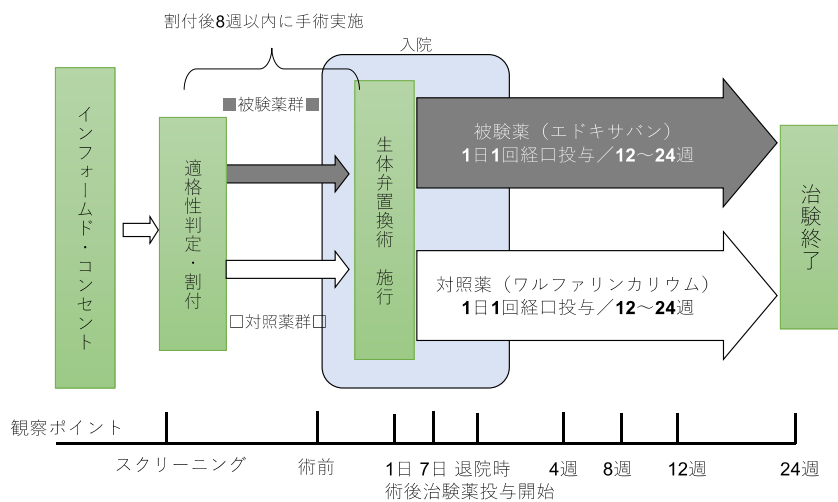 割付後8週以内に手術実施
入院
インフォームド・コンセント
適格性判定・割付
■被験薬群■
□対照薬群□
生体弁置換術 施行
被験薬（エドキサバン）
1日1回経口投与／12～24週
対照薬（ワルファリンカリウム）
1日1回経口投与／12～24週
治験終了
観察ポイント
スクリーニング 術前 1日 7日 退院時 4週 8週 12週 24週
術後治験薬投与開始